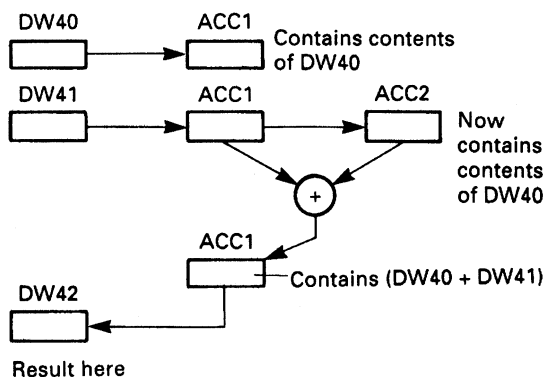 DW40
ACC1
Contains contents
of DW40
DW41
ACC1
ACC2
Now
contains
contents
of DW40
+
ACC1
Contains (DW40 + DW41)
DW42
Result here